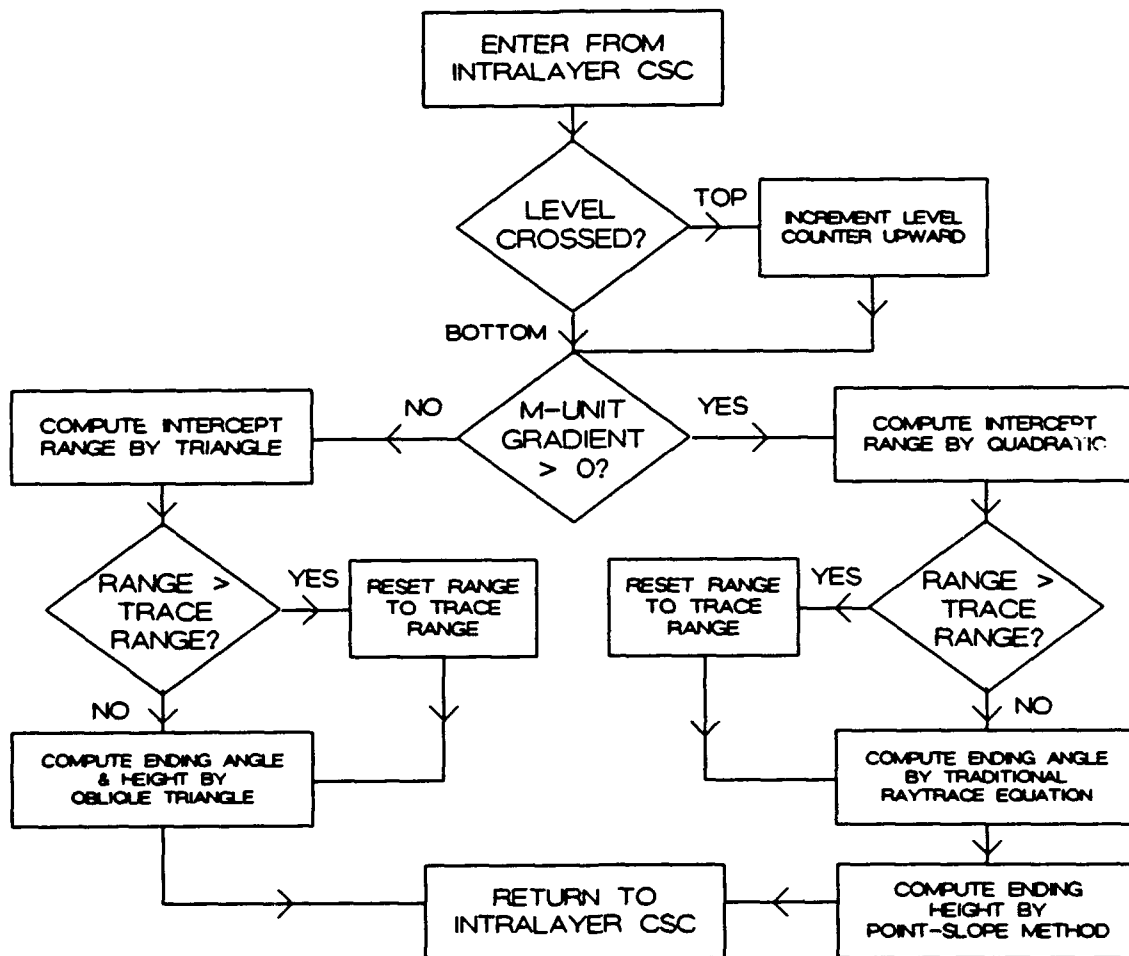 ENTER FROM
INTRALAYER CSC
LEVEL
CROSSED?
TOP
INCREMENT LEVEL
COUNTER UPWARD
BOTTOM
M-UNIT
GRADIENT
> 0?
NO
YES
COMPUTE INTERCEPT
RANGE BY TRIANGLE
COMPUTE INTERCEPT
RANGE BY QUADRATIC
RANGE >
TRACE
RANGE?
YES
RESET RANGE
TO TRACE
RANGE
RESET RANGE
TO TRACE
RANGE
YES
RANGE >
TRACE
RANGE?
NO
NO
COMPUTE ENDING ANGLE
& HEIGHT BY
OBLIQUE TRIANGLE
COMPUTE ENDING ANGLE
BY TRADITIONAL
RAYTRACE EQUATION
RETURN TO
INTRALAYER CSC
COMPUTE ENDING
HEIGHT BY
POINT-SLOPE METHOD